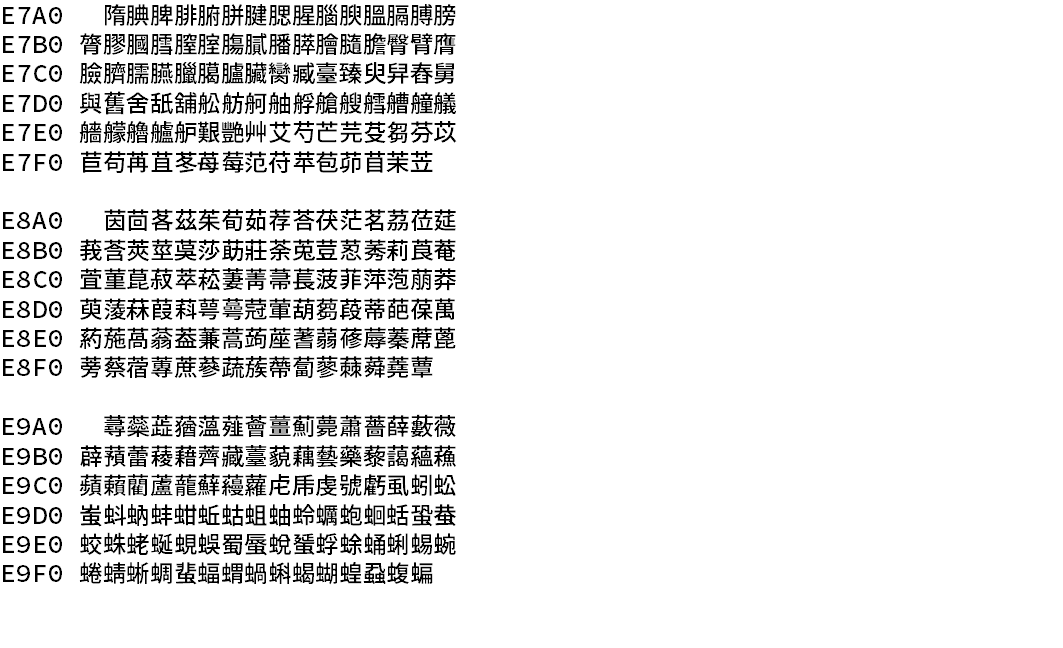 E7A0 隋腆脾腓腑胼腱腮腥腦腴膃膈膊膀
E7B0 膂膠膕膤膣腟膓膩膰膵膾膸膽臀臂膺
E7C0 臉臍臑臙臘臈臚臟臠臧臺臻臾舁舂舅
E7D0 與舊舍舐舖舩舫舸舳艀艙艘艝艚艟艤
E7E0 艢艨艪艫舮艱艷艸艾芍芒芫芟芻芬苡
E7F0 苣苟苒苴苳苺莓范苻苹苞茆苜茉苙
E8A0 茵茴茖茲茱荀茹荐荅茯茫茗茘莅莚
E8B0 莪莟莢莖茣莎莇莊荼莵荳荵莠莉莨菴
E8C0 萓菫菎菽萃菘萋菁菷萇菠菲萍萢萠莽
E8D0 萸蔆菻葭萪萼蕚蒄葷葫蒭葮蒂葩葆萬
E8E0 葯葹萵蓊葢蒹蒿蒟蓙蓍蒻蓚蓐蓁蓆蓖
E8F0 蒡蔡蓿蓴蔗蔘蔬蔟蔕蔔蓼蕀蕣蕘蕈
E9A0 蕁蘂蕋蕕薀薤薈薑薊薨蕭薔薛藪薇
E9B0 薜蕷蕾薐藉薺藏薹藐藕藝藥藜藹蘊蘓
E9C0 蘋藾藺蘆蘢蘚蘰蘿虍乕虔號虧虱蚓蚣
E9D0 蚩蚪蚋蚌蚶蚯蛄蛆蚰蛉蠣蚫蛔蛞蛩蛬
E9E0 蛟蛛蛯蜒蜆蜈蜀蜃蛻蜑蜉蜍蛹蜊蜴蜿
E9F0 蜷蜻蜥蜩蜚蝠蝟蝸蝌蝎蝴蝗蝨蝮蝙